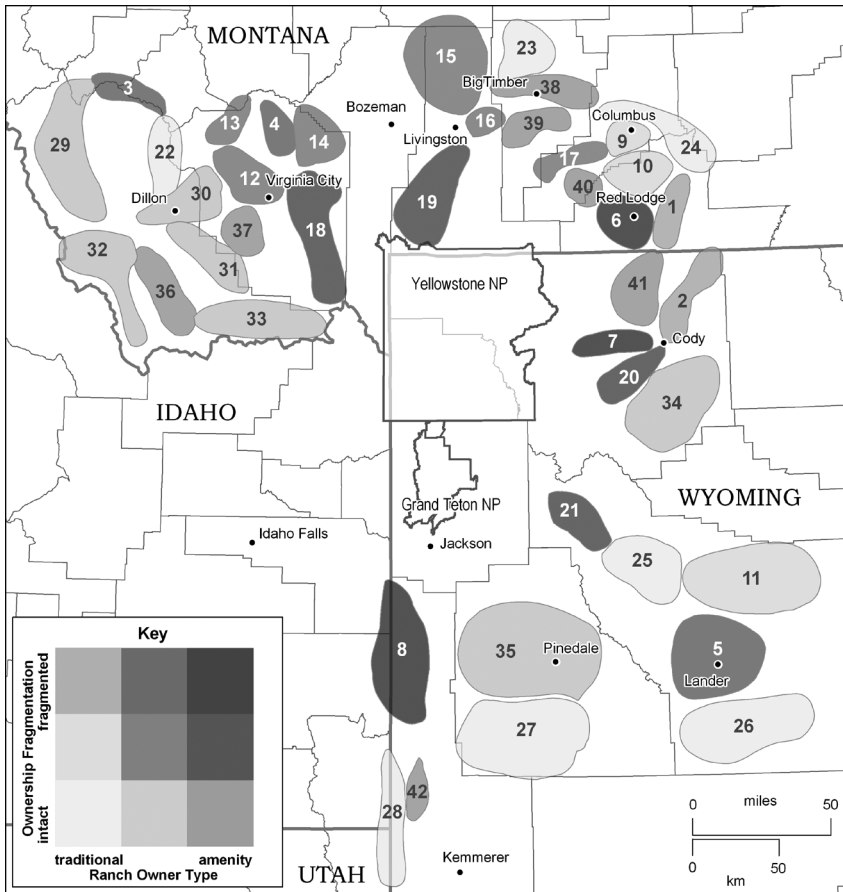 MONTANA
15
23
BigTimber
38
3
Bozeman
13
4
14
Livingston
16
39
Columbus
9
24
29
22
17
10
12
Virginia City
30
40
Red Lodge
Dillon
19
6
1
18
37
32
31
36
33
Yellowstone NP
41
2
7
Cody
20
34
IDAHO
WYOMING
Grand Teton NP
21
Idaho Falls
Jackson
25
11
8
35
Pinedale
5
Lander
27
26
28
42
Kemmerer
UTAH
Key
Ownership Fragmentation
fragmented
intact
traditional
amenity
Ranch Owner Type
0 miles 50
0 50
km